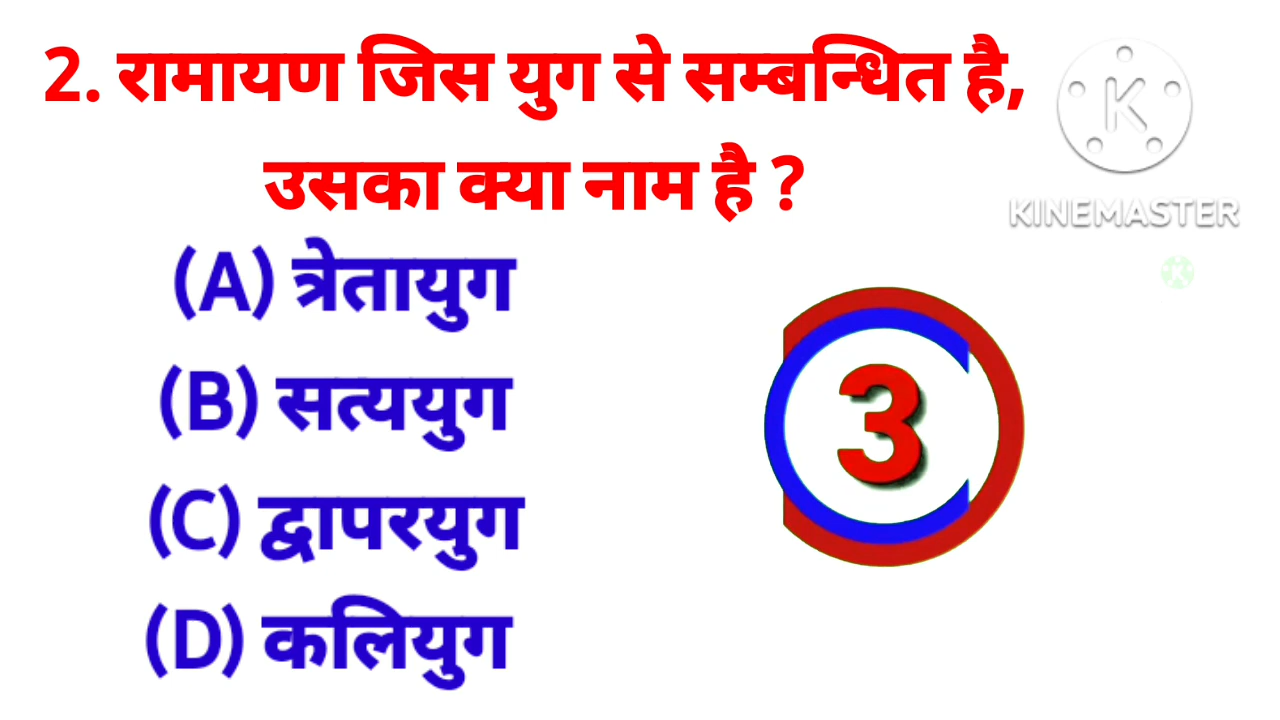 2. रामायण जिस युग से सम्बन्धित है,
उसका क्या नाम है ?
(A) त्रेतायुग
(B) सत्ययुग
(C) द्वापरयुग
(D) कलियुग
3
K
KINEMASTER
K